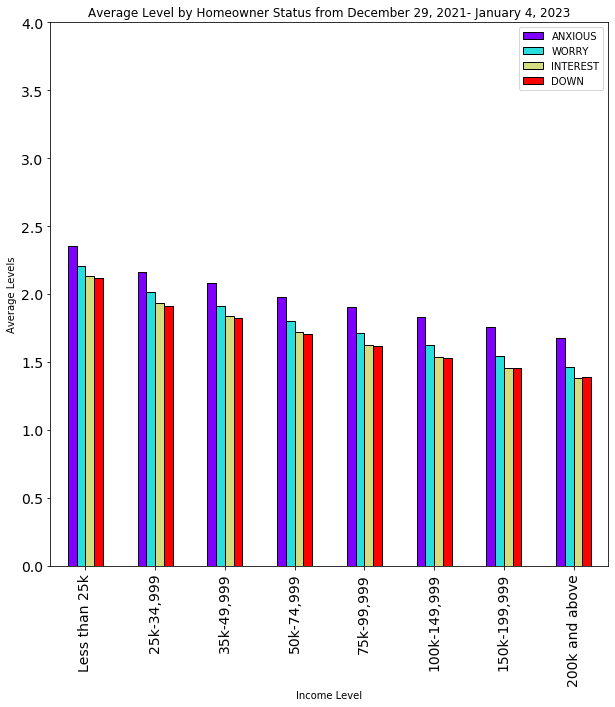 Average Level by Homeowner Status from December 29, 2021- January 4, 2023
ANXIOUS
WORRY
INTEREST
DOWN
4.0
3.5
3.0
2.5
2.0
1.5
1.0
0.5
0.0
Average Levels
Less than 25k
25k-34,999
35k-49,999
50k-74,999
75k-99,999
100k-149,999
150k-199,999
200k and above
Income Level